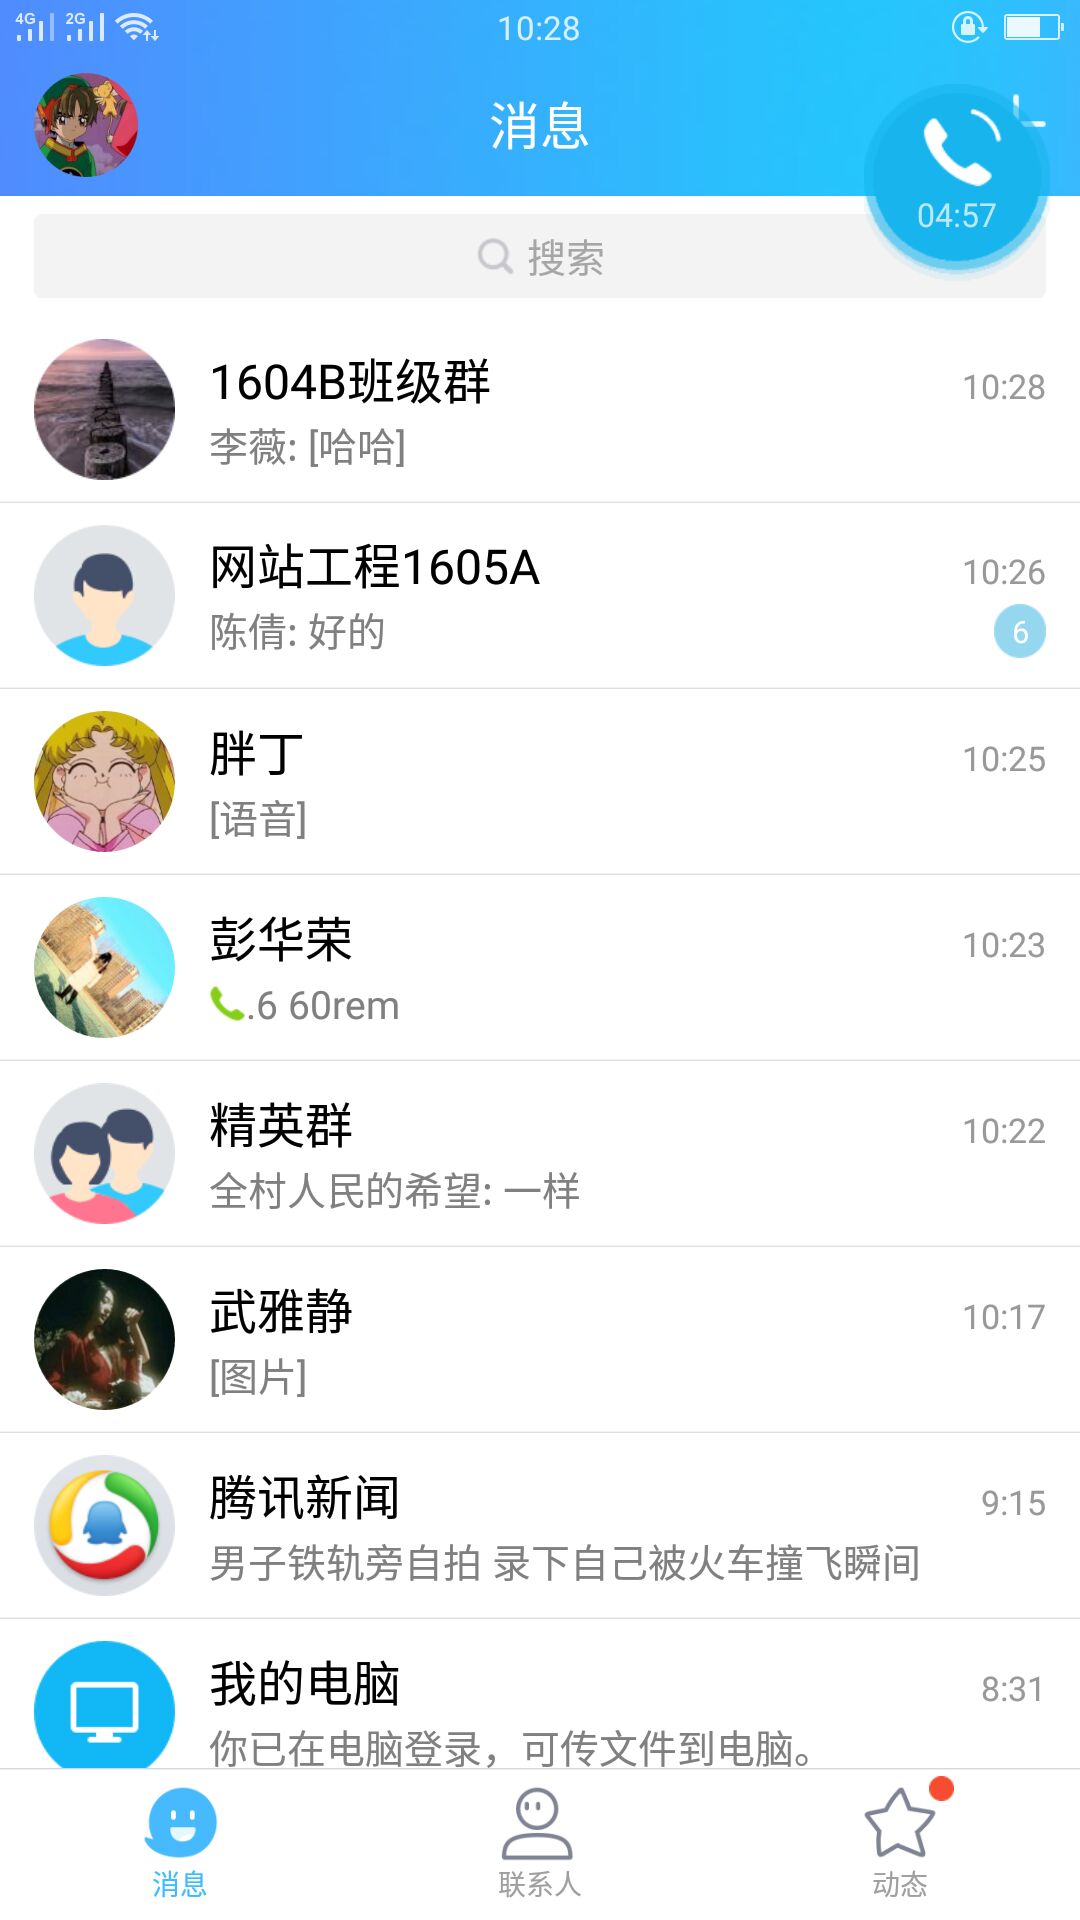 4G 2G 10:28
消息
04:57
搜索
1604B班级群 10:28
李薇: [哈哈]
网站工程1605A 10:26
陈倩: 好的 6
胖丁 10:25
[语音]
彭华荣 10:23
.6 60rem
精英群 10:22
全村人民的希望: 一样
武雅静 10:17
[图片]
腾讯新闻 9:15
男子铁轨旁自拍 录下自己被火车撞飞瞬间
我的电脑 8:31
你已在电脑登录，可传文件到电脑。
消息 联系人 动态